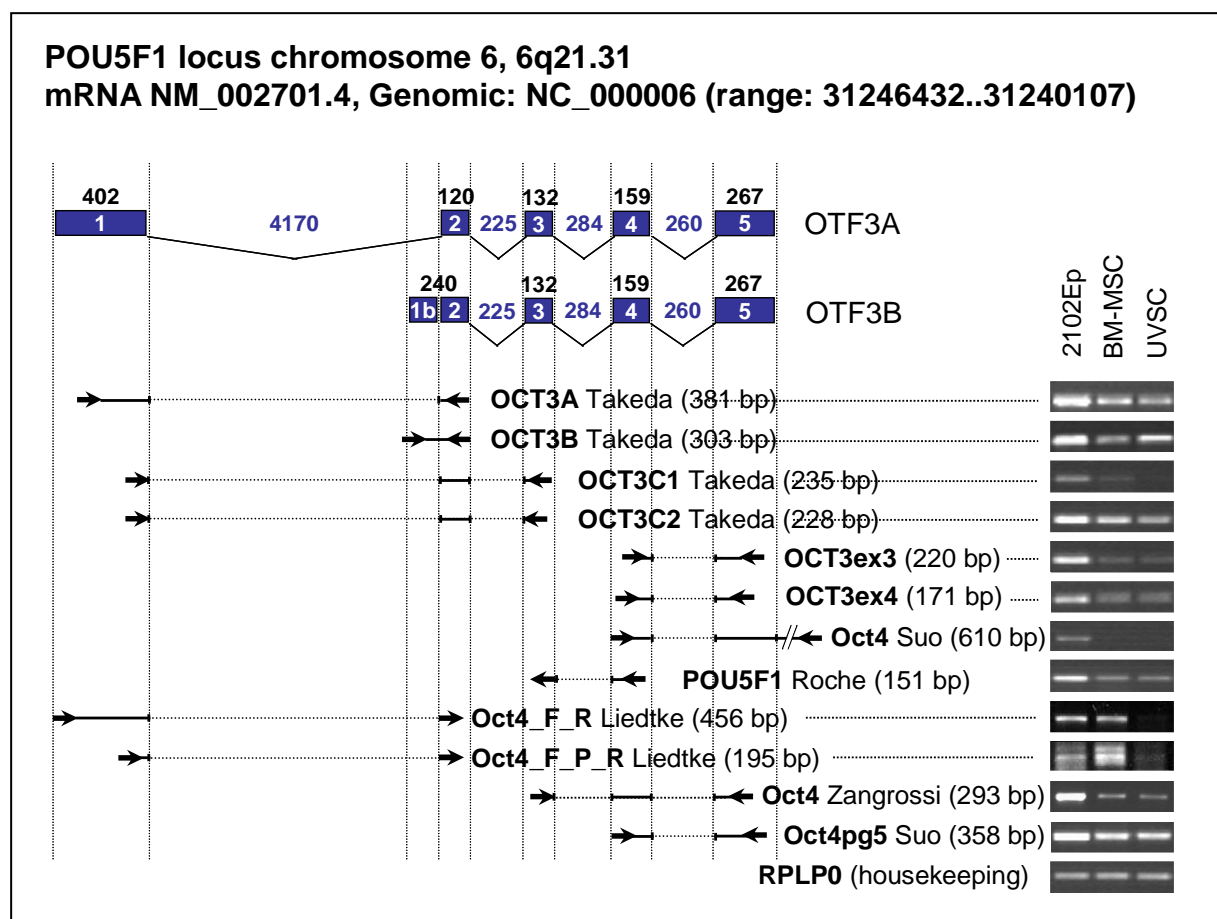 POU5F1 locus chromosome 6, 6q21.31
mRNA NM_002701.4, Genomic: NC_000006 (range: 31246432..31240107)
402 120 132 159 267
1 4170 2 225 3 284 4 260 5 OTF3A
240 132 159 267
1b 2 225 3 284 4 260 5 OTF3B
2102Ep
BM-MSC
UVSC
OCT3A Takeda (381 bp)
OCT3B Takeda (303 bp)
OCT3C1 Takeda (235 bp)
OCT3C2 Takeda (228 bp)
OCT3ex3 (220 bp)
OCT3ex4 (171 bp)
Oct4 Suo (610 bp)
POU5F1 Roche (151 bp)
Oct4_F_R Liedtke (456 bp)
Oct4_F_P_R Liedtke (195 bp)
Oct4 Zangrossi (293 bp)
Oct4pg5 Suo (358 bp)
RPLP0 (housekeeping)